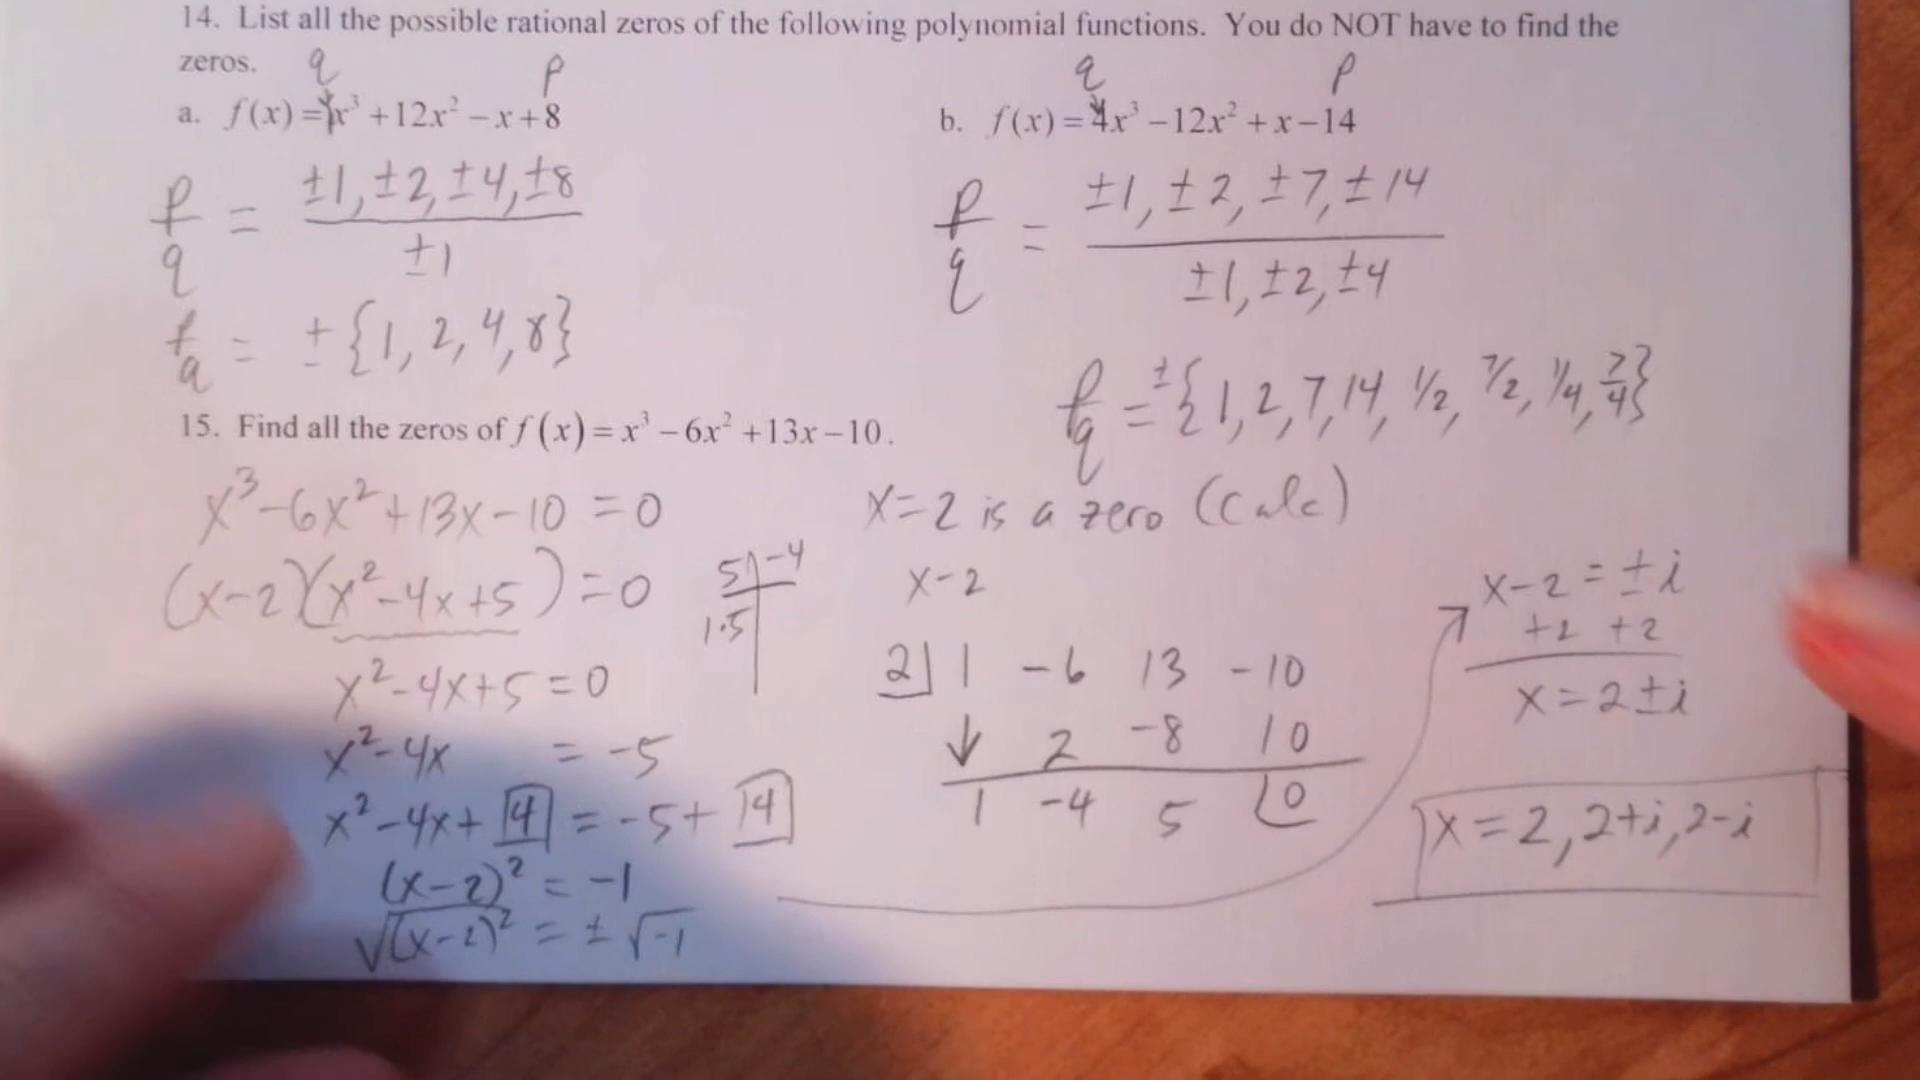 14. List all the possible rational zeros of the following polynomial functions. You do NOT have to find the
zeros.
q p
a. f(x) = 1x³ + 12x² − x + 8
p/q = ±1, ±2, ±4, ±8 / ±1
p/q = ± {1, 2, 4, 8}
q p
b. f(x) = 4x³ − 12x² + x − 14
p/q = ±1, ±2, ±7, ±14 / ±1, ±2, ±4
p/q = ± {1, 2, 7, 14, 1/2, 7/2, 1/4, 7/4}
15. Find all the zeros of f(x) = x³ − 6x² + 13x − 10.
x³ − 6x² + 13x − 10 = 0
(x−2)(x² − 4x + 5) = 0
5 | −4
1·5
x² − 4x + 5 = 0
x² − 4x = −5
x² − 4x + 4 = −5 + 4
(x−2)² = −1
√(x−2)² = ± √−1
x = 2 is a zero (calc)
x − 2
2 | 1 −6 13 −10
↓ 2 −8 10
1 −4 5 0
x − 2 = ± i
+2 +2
x = 2 ± i
x = 2, 2+i, 2−i